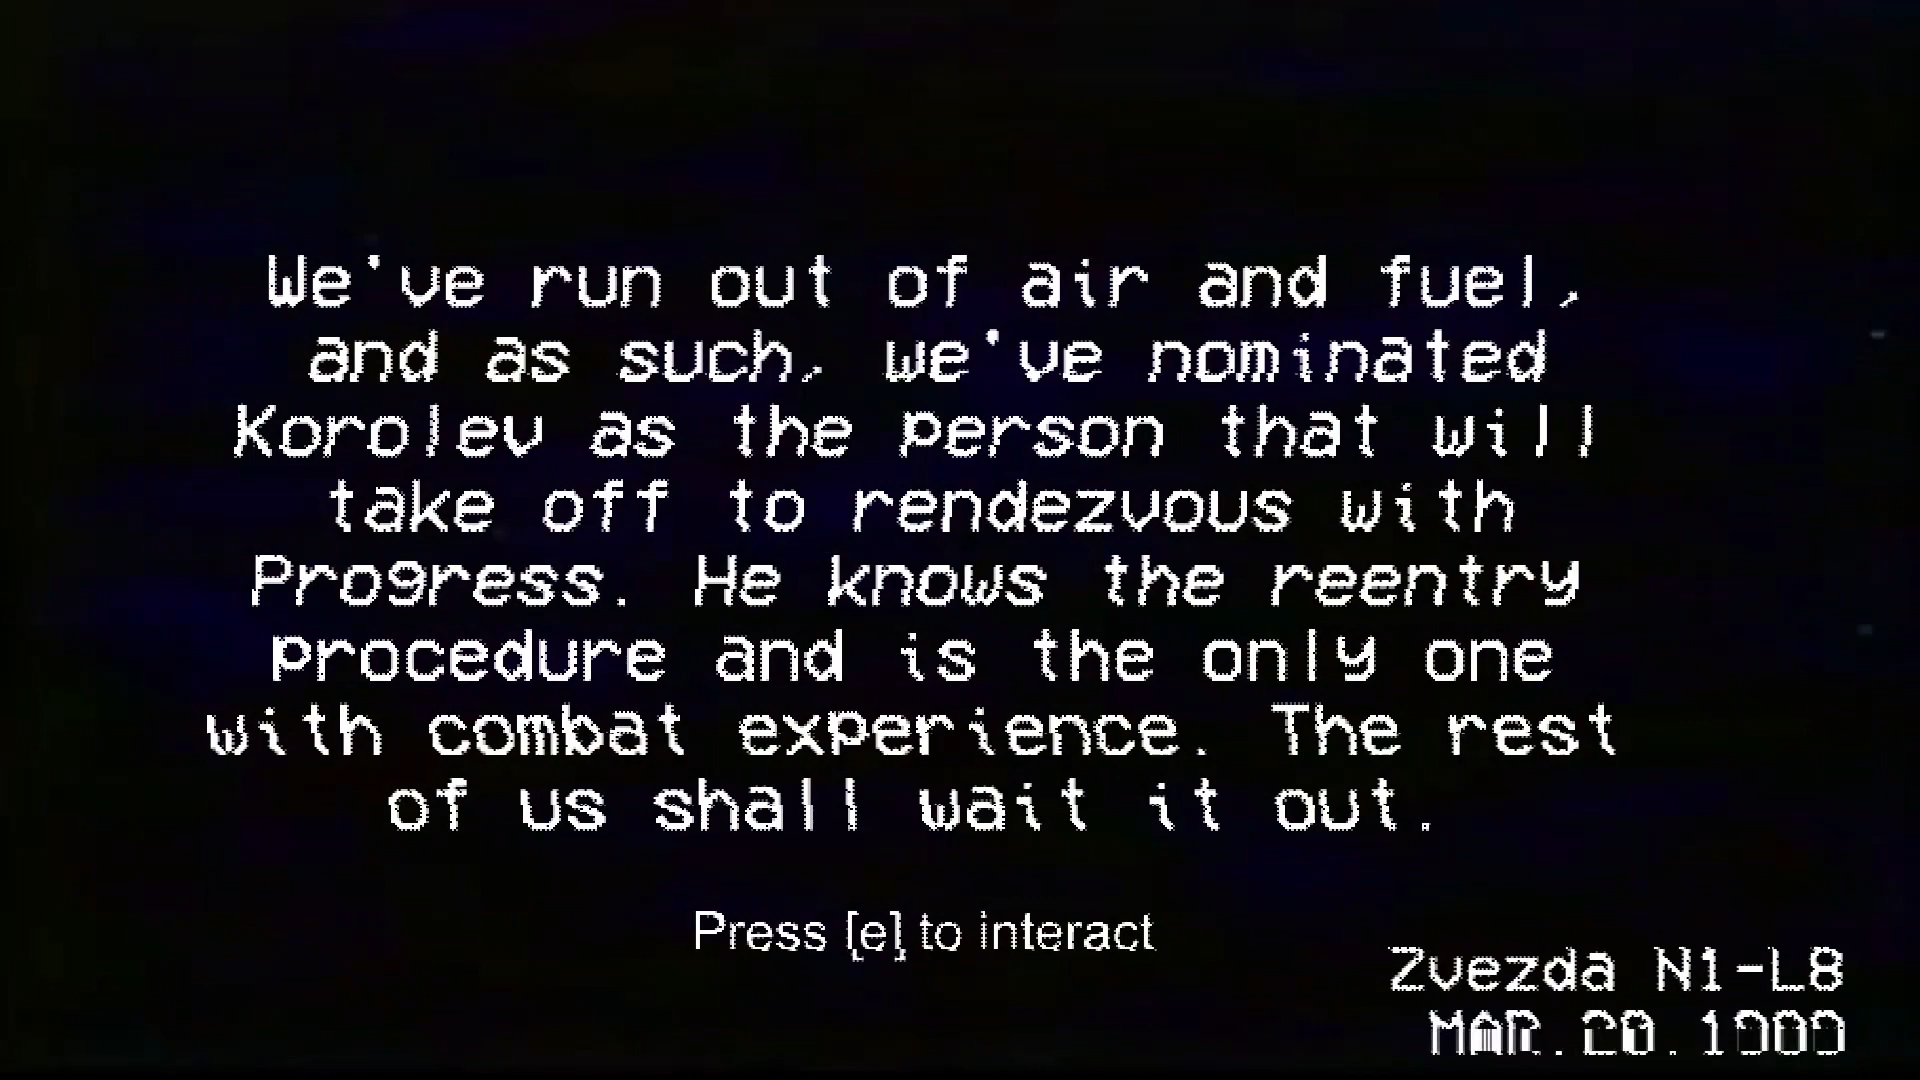 We've run out of air and fuel,
and as such, we've nominated
Korolev as the person that will
take off to rendezvous with
Progress. He knows the reentry
procedure and is the only one
with combat experience. The rest
of us shall wait it out.
Press [e] to interact
Zvezda N1-L8
MAR.20.